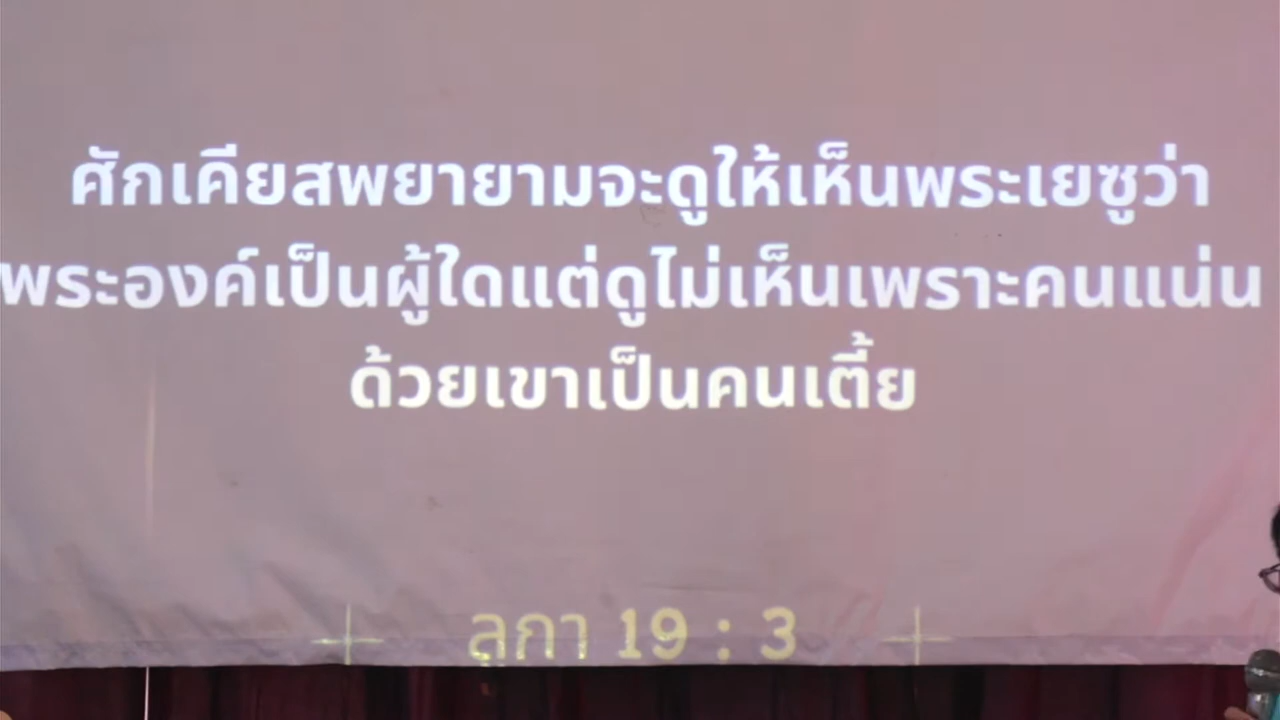 ศักเคียสพยายามจะดูให้เห็นพระเยซูว่า
พระองค์เป็นผู้ใดแต่ดูไม่เห็นเพราะคนแน่น
ด้วยเขาเป็นคนเตี้ย
ลูกา 19 : 3